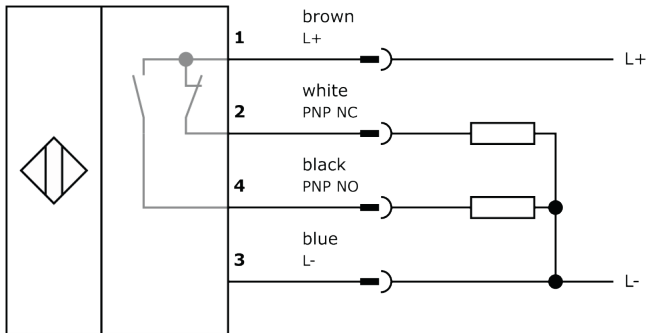 brown
1 L+ L+
white
2 PNP NC
black
4 PNP NO
blue
3 L- L-